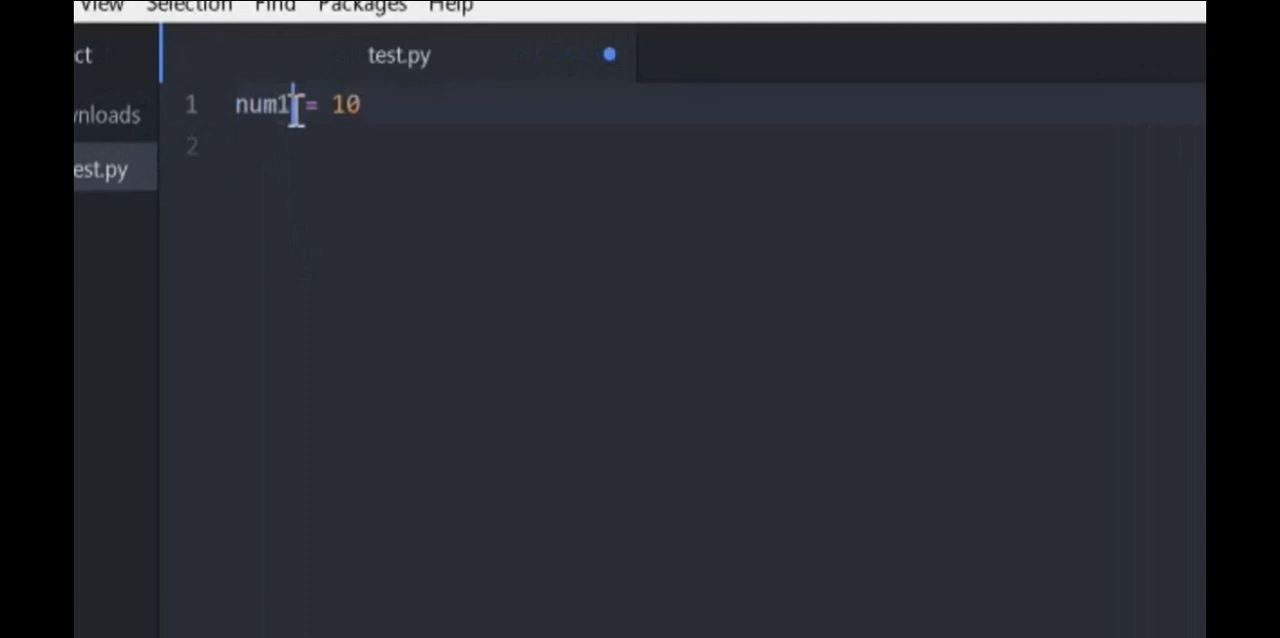 View Selection Find Packages Help
ct
test.py
1 num1 = 10
wnloads
2
est.py